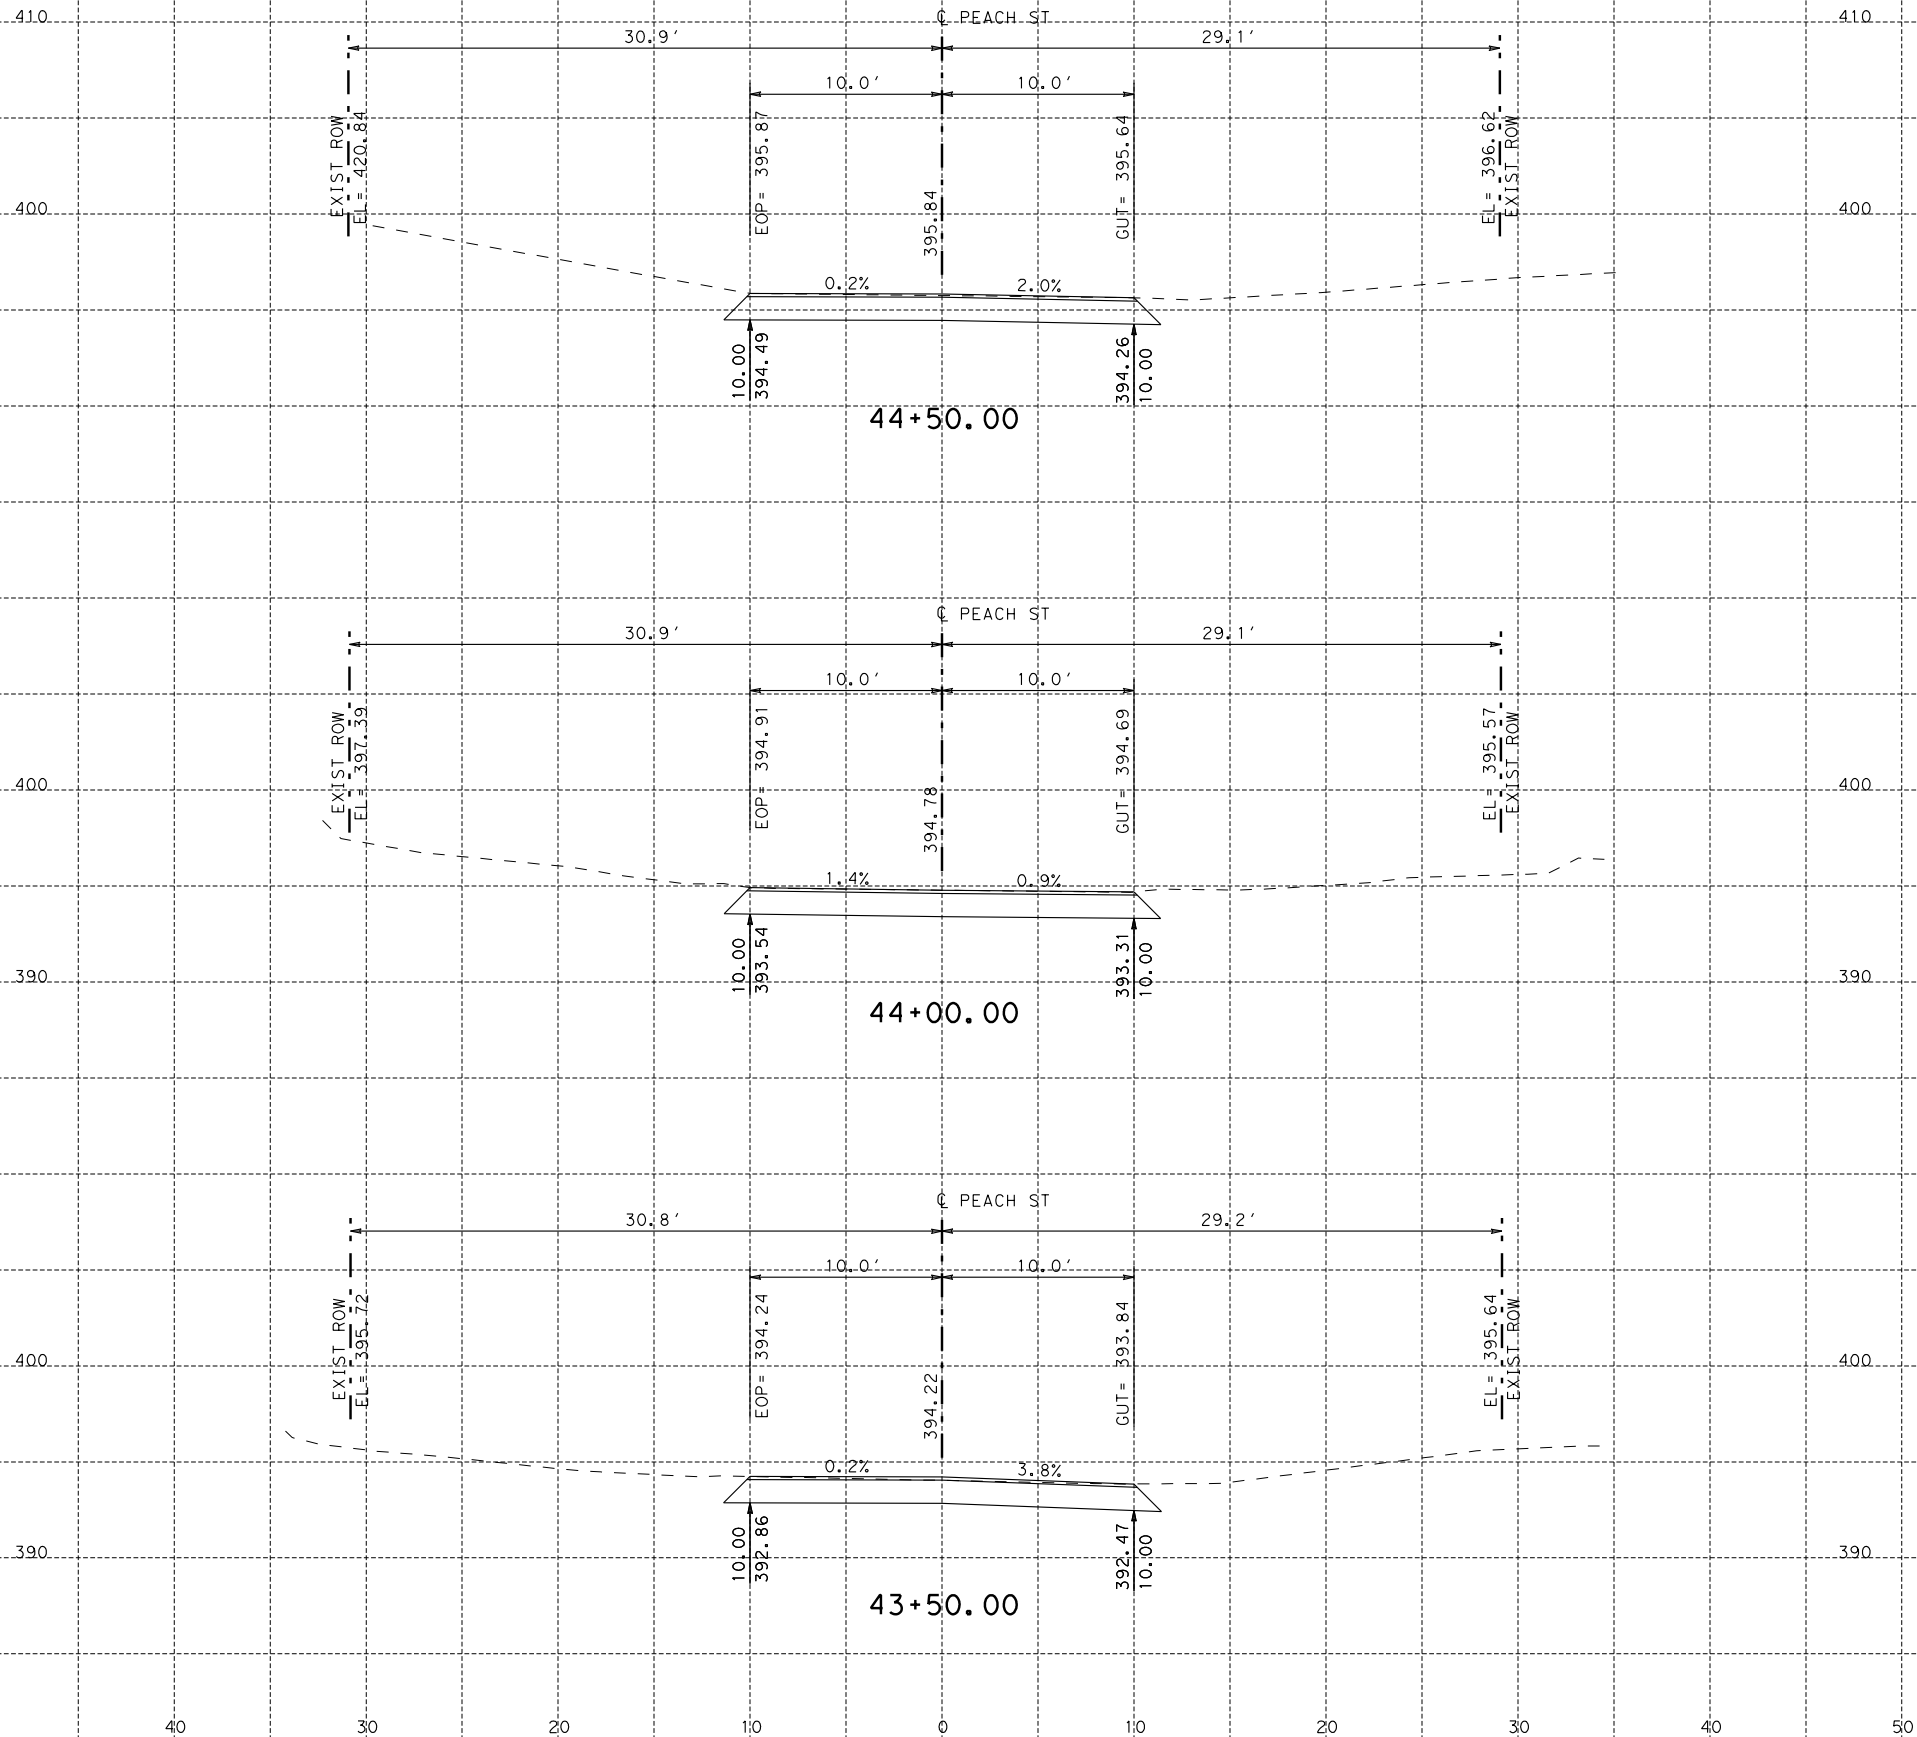 410
℄ PEACH ST
410
30.9'
29.1'
10.0'
10.0'
EXIST ROW
EL= 420.84
EOP= 395.87
395.84
GUT= 395.64
EL= 396.62
EXIST ROW
400
400
0.2%
2.0%
10.00
394.49
394.26
10.00
44+50.00
℄ PEACH ST
30.9'
29.1'
10.0'
10.0'
EXIST ROW
EL= 397.39
EOP= 394.91
394.78
GUT= 394.69
EL= 395.57
EXIST ROW
400
400
1.4%
0.9%
10.00
393.54
393.31
10.00
390
390
44+00.00
℄ PEACH ST
30.8'
29.2'
10.0'
10.0'
EXIST ROW
EL= 395.72
EOP= 394.24
394.22
GUT= 393.84
EL= 395.64
EXIST ROW
400
400
0.2%
3.8%
10.00
392.86
392.47
10.00
390
390
43+50.00
40 30 20 10 0 10 20 30 40 50